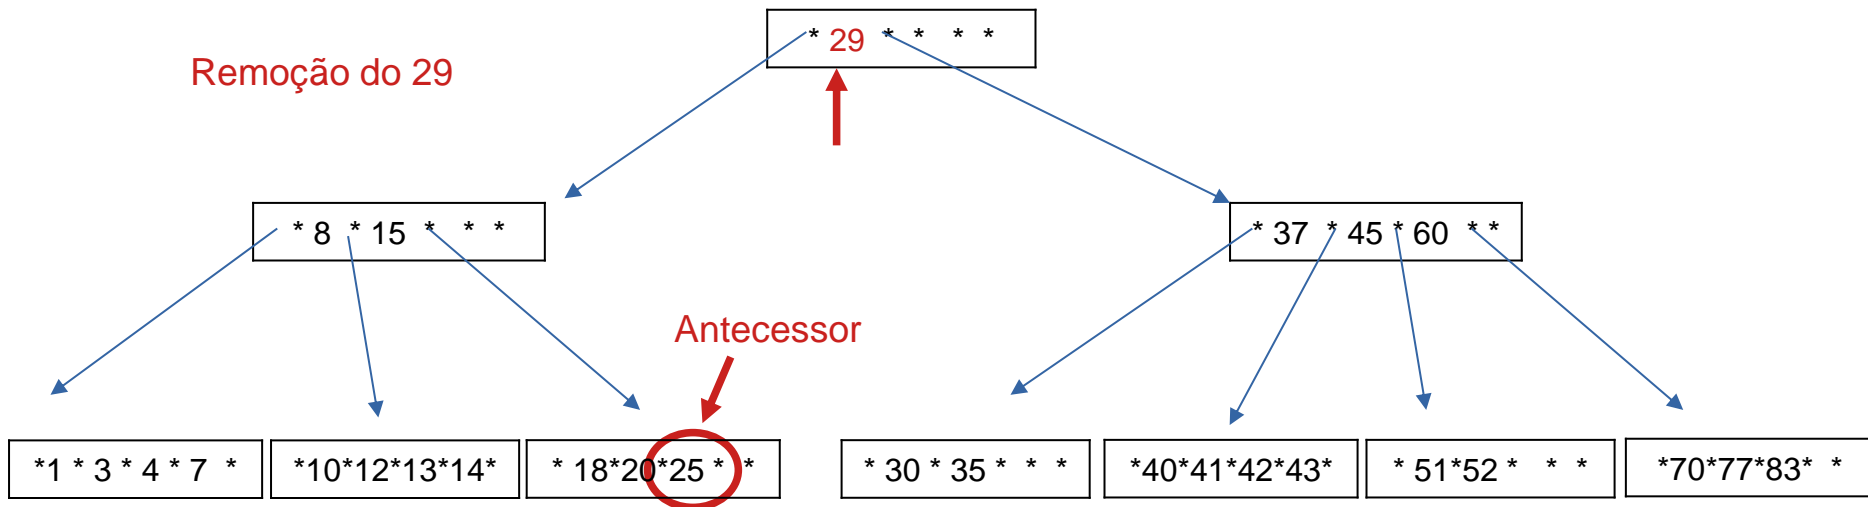 * 29 * * * *
Remoção do 29
* 8 * 15 * * *
* 37 * 45 * 60 * *
Antecessor
*1 * 3 * 4 * 7 *
*10*12*13*14*
* 18*20*25 * *
* 30 * 35 * * *
*40*41*42*43*
* 51*52 * * *
*70*77*83* *